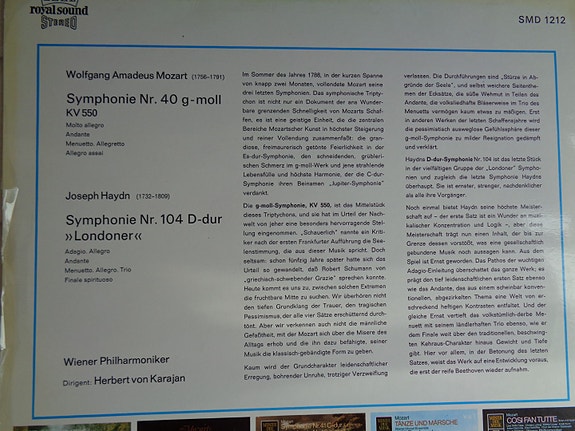 royal sound
STEREO
SMD 1212
Wolfgang Amadeus Mozart (1756–1791)
Symphonie Nr. 40 g-moll
KV 550
Molto allegro
Andante
Menuetto. Allegretto
Allegro assai
Joseph Haydn (1732–1809)
Symphonie Nr. 104 D-dur
»Londoner«
Adagio. Allegro
Andante
Menuetto. Allegro. Trio
Finale spirituoso
Wiener Philharmoniker
Dirigent: Herbert von Karajan
Im Sommer des Jahres 1786, in der kurzen Spanne
von knapp zwei Monsten, vollendete Mozart seine
drei letzten Symphonien. Das symphonische Tripty-
chon ist nicht nur ein Dokument der ans Wunder-
bare grenzenden Schnelligkeit von Mozarts Schaf-
fen, es ist eine geistige Einheit, die die zentralen
Bereiche Mozartscher Kunst in höchster Steigerung
und reiner Vollendung zusammenfaßt: die gran-
diose, freimaurerisch getönte Feierlichkeit in der
Es-dur-Symphonie, den schneidenden, grübleri-
schen Schmerz im g-moll-Werk und jene strahlende
Lebensfülle und höchste Harmonie, der die C-dur-
Symphonie ihren Beinamen „Jupiter-Symphonie"
verdankt.
Die g-moll-Symphonie, KV 550, ist das Mittelstück
dieses Triptychons, und sie hat im Urteil der Nach-
welt von jeher eine besondere hervorragende Stel-
lung eingenommen. „Schauerlich" nannte ein Kriti-
ker nach der ersten Frankfurter Aufführung die See-
lenstimmung, die aus dieser Musik spricht. Doch
seltsam: schon fünfzig Jahre später hatte sich das
Urteil so gewandelt, daß Robert Schumann von
„griechisch-schwebender Grazie" sprechen konnte.
Heute kommt es uns zu, zwischen solchen Extremen
die fruchtbare Mitte zu suchen. Wir überhören nicht
den tiefen Grundklang der Trauer, den tragischen
Pessimismus, der alle vier Sätze erschütternd durch-
tönt. Aber wir verkennen auch nicht die männliche
Gefaßtheit, mit der Mozart sich über die Misere des
Alltags erhob und die ihn dazu befähigte, seiner
Musik die klassisch-gebändigte Form zu geben.
Kaum wird der Grundcharakter leidenschaftlicher
Erregung, bohrender Unruhe, trotziger Verzweiflung
verlassen. Die Durchführungen sind „Stürze in Ab-
gründe der Seele", und selbst weichere Seitenthe-
men der Ecksätze, die süße Wehmut in Teilen des
Andante, die volksliedhafte Bläserweise im Trio des
Menuetts vermögen kaum etwas zu mäßigen. Erst
in anderen Werken der letzten Schaffensjahre wird
die pessimistisch ausweglose Gefühlssphäre dieser
g-moll-Symphonie zu milder Resignation gedämpft
und verklärt.
Haydns D-dur-Symphonie Nr. 104 ist das letzte Stück
in der vielfältigen Gruppe der „Londoner" Sympho-
nien und zugleich die letzte Symphonie Haydns
überhaupt. Sie ist ernster, strenger, nachdenklicher
als alle ihre Vorgänger.
Noch einmal bietet Haydn seine höchste Meister-
schaft auf – der erste Satz ist ein Wunder an musi-
kalischer Konzentration und Logik –, aber diese
Meisterschaft trägt nun einen Inhalt, der bis zur
Grenze dessen vorstößt, was eine gesellschaftlich
gebundene Musik noch aussagen kann. Aus dem
Spiel ist Ernst geworden. Das Pathos der wuchtigen
Adagio-Einleitung überschattet das ganze Werk; es
prägt den tief leidenschaftlichen ersten Satz ebenso
wie das Andante, das aus einem scheinbar konven-
tionellen, abgezirkelten Thema eine Welt von er-
schreckend heftigen Kontrasten entfaltet. Und der
gleiche Ernst vertieft das volkstümlich-derbe Me-
nuett mit seinem ländlerhaften Trio ebenso, wie er
dem Finale weit über den traditionellen, beschwing-
ten Kehraus-Charakter hinaus Gewicht und Tiefe
gibt. Hier vor allem, in der Betonung des letzten
Satzes, weist das Werk auf eine Entwicklung voraus,
die erst der reife Beethoven wieder aufnahm.
Mozart
TÄNZE UND MÄRSCHE
Mozart
COSI FAN TUTTE